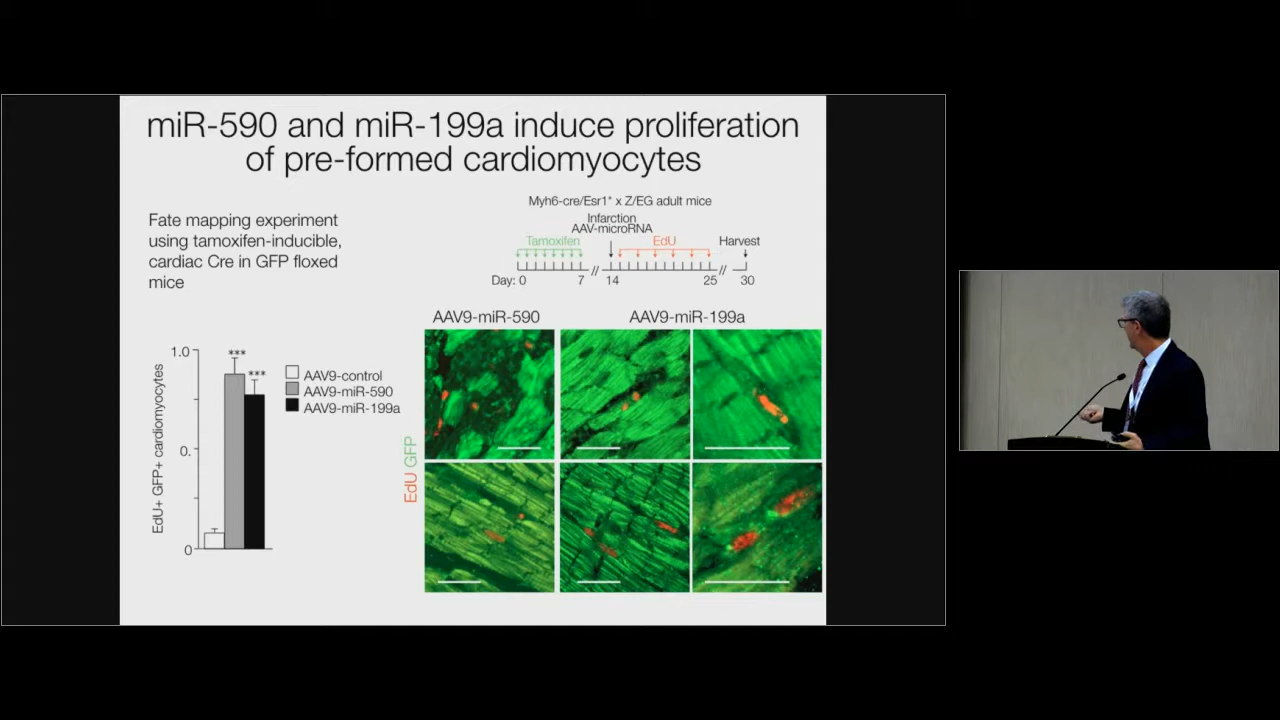 miR-590 and miR-199a induce proliferation
of pre-formed cardiomyocytes
Fate mapping experiment
using tamoxifen-inducible,
cardiac Cre in GFP floxed
mice
Myh6-cre/Esr1* x Z/EG adult mice
Infarction
AAV-microRNA
Tamoxifen EdU Harvest
Day: 0 7 // 14 25 // 30
AAV9-miR-590 AAV9-miR-199a
EdU GFP
EdU+ GFP+ cardiomyocytes
1.0
0.
0
*** ***
AAV9-control
AAV9-miR-590
AAV9-miR-199a